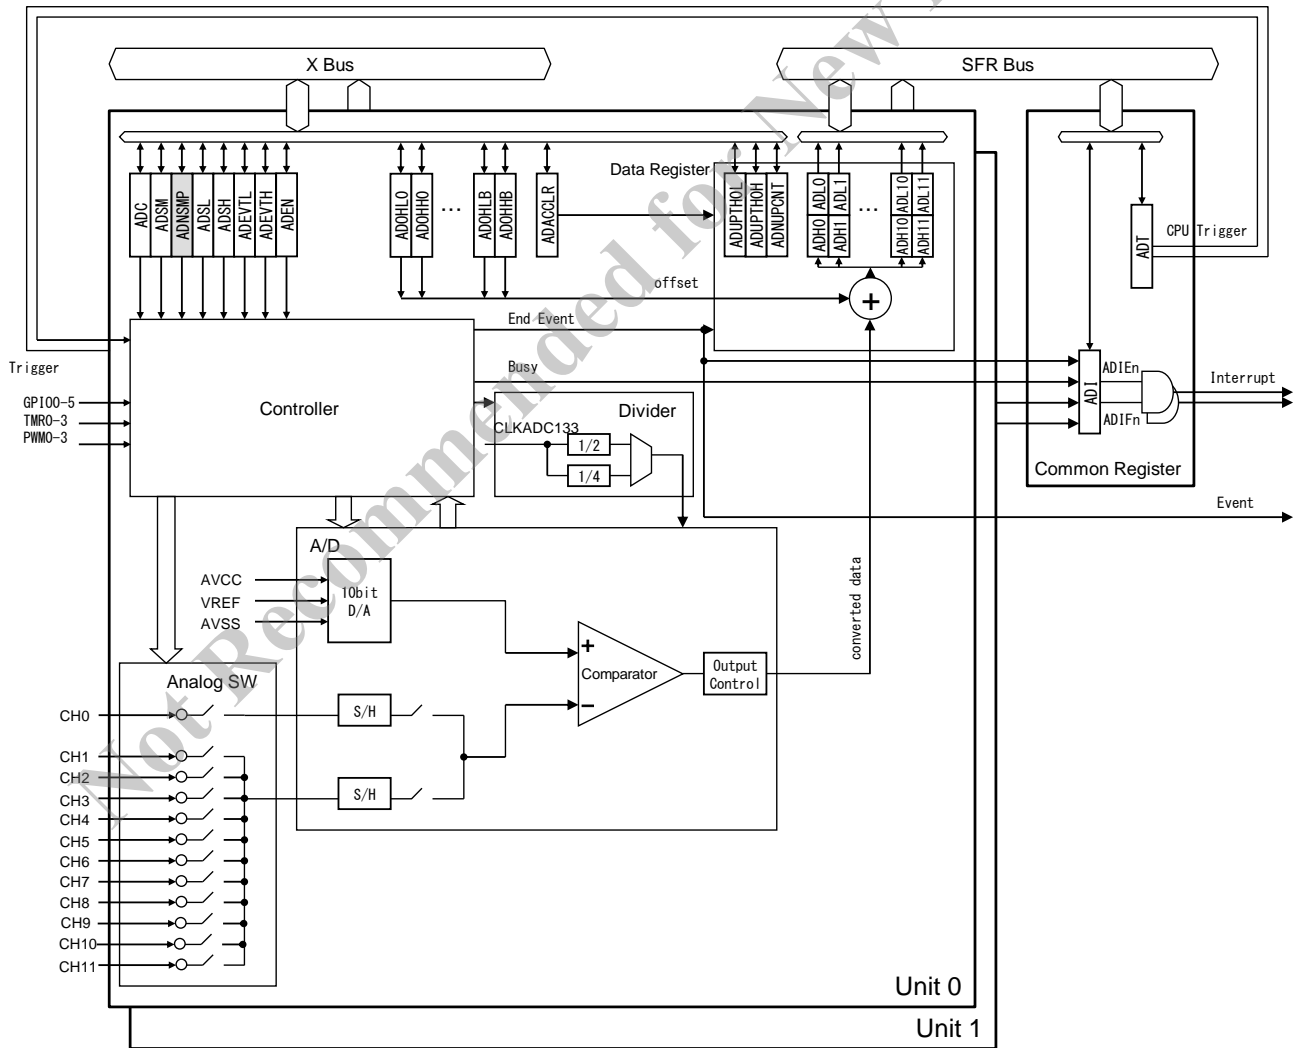 X Bus
SFR Bus
Data Register
ADC
ADSM
ADNSMP
ADSL
ADSH
ADEVTL
ADEVTH
ADEN
ADOHL0
ADOHH0
...
ADOHLB
ADOHHB
ADACCLR
ADUPTH0L
ADUPTH0H
ADNUPCNT
ADH0 ADL0
ADH1 ADL1
...
ADH10 ADL10
ADH11 ADL11
ADT
CPU Trigger
offset
+
End Event
Busy
Trigger
GPIO0-5
TMR0-3
PWM0-3
Controller
Divider
CLKADC133
1/2
1/4
ADI
ADIEn
ADIFn
Interrupt
Common Register
Event
A/D
AVCC
VREF
AVSS
10bit
D/A
converted data
+
Comparator
−
Output
Control
Analog SW
S/H
S/H
CH0
CH1
CH2
CH3
CH4
CH5
CH6
CH7
CH8
CH9
CH10
CH11
Unit 0
Unit 1
Not Recommended for New